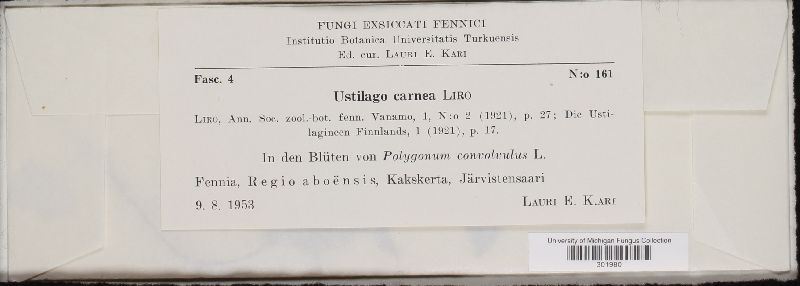 FUNGI EXSICCATI FENNICI
Institutio Botanica Universitatis Turkuensis
Ed. cur. LAURI E. KARI
Fasc. 4 N:o 161
Ustilago carnea LIRO
LIRO, Ann. Soc. zool.-bot. fenn. Vanamo, 1, N:o 2 (1921), p. 27; Die Usti-
lagineen Finnlands, 1 (1921), p. 17.
In den Blüten von Polygonum convolvulus L.
Fennia, Regio aboënsis, Kakskerta, Järvistensaari
9. 8. 1953 LAURI E. KARI
University of Michigan Fungus Collection
301980